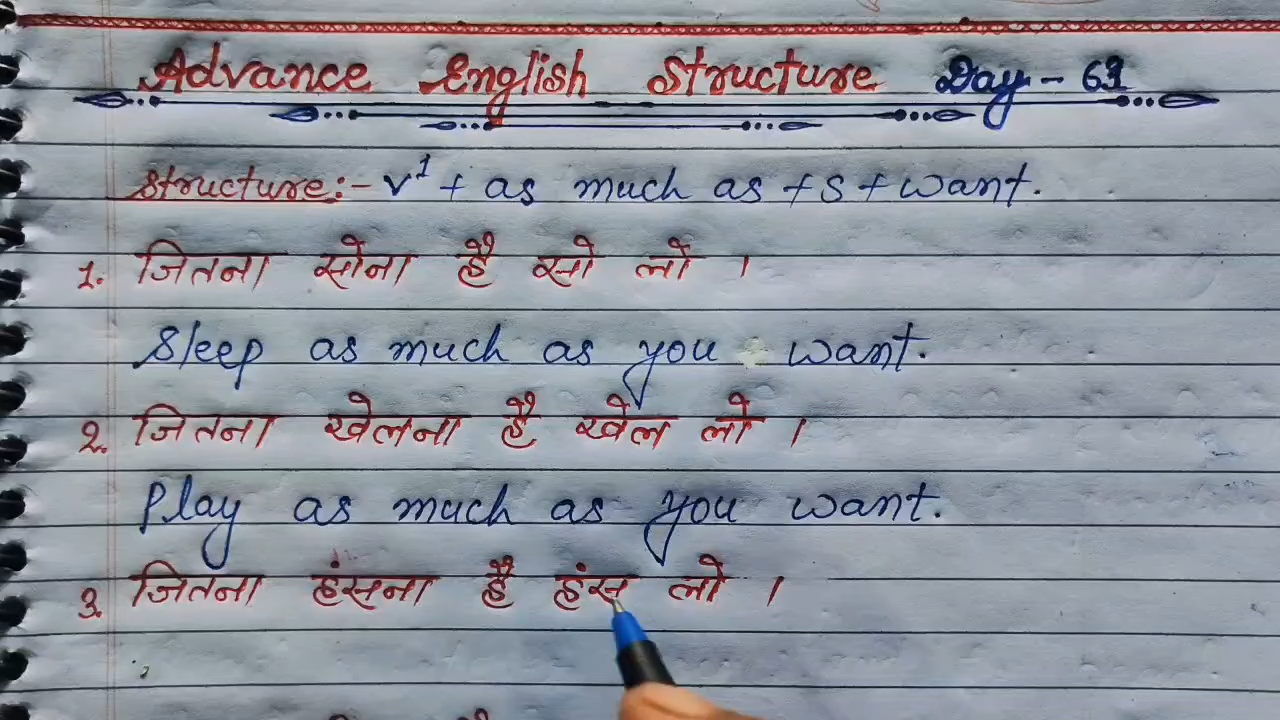 Advance English Structure Day - 61
Structure:- V¹ + as much as + S + want.
1. जितना सोना है सो लो ।
Sleep as much as you want.
2. जितना खेलना है खेल लो ।
Play as much as you want.
3. जितना हंसना है हंस लो ।